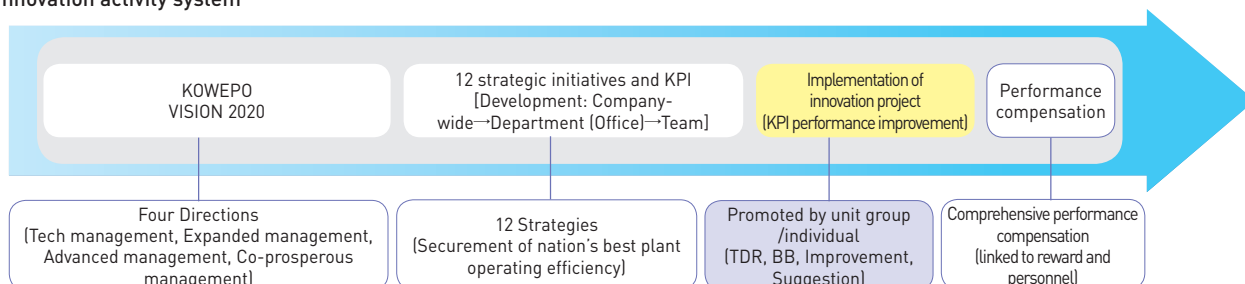 nnovation activity system
KOWEPO
VISION 2020
12 strategic initiatives and KPI
[Development: Company-
wide→Department (Office)→Team]
Implementation of
innovation project
(KPI performance improvement)
Performance
compensation
Four Directions
(Tech management, Expanded management,
Advanced management, Co-prosperous
management)
12 Strategies
(Securement of nation's best plant
operating efficiency)
Promoted by unit group
/individual
(TDR, BB, Improvement,
Suggestion)
Comprehensive performance
compensation
(linked to reward and
personnel)